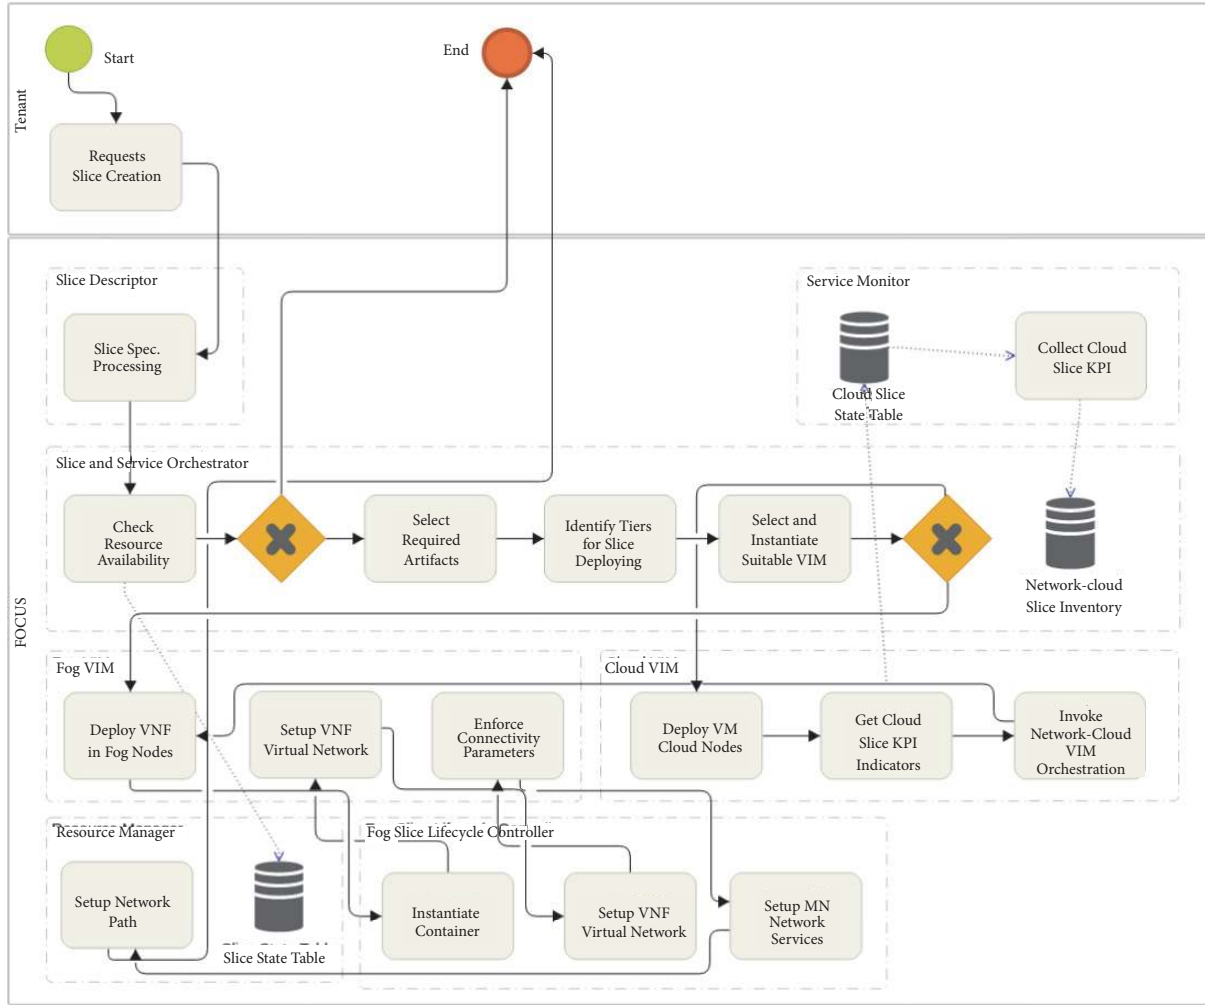 Start
End
Tenant
Requests
Slice Creation
FOCUS
Slice Descriptor
Slice Spec.
Processing
Service Monitor
Cloud Slice
State Table
Collect Cloud
Slice KPI
Slice and Service Orchestrator
Check
Resource
Availability
Select
Required
Artifacts
Identify Tiers
for Slice
Deploying
Select and
Instantiate
Suitable VIM
Network-cloud
Slice Inventory
Fog VIM
Deploy VNF
in Fog Nodes
Setup VNF
Virtual Network
Enforce
Connectivity
Parameters
Cloud VIM
Deploy VM
Cloud Nodes
Get Cloud
Slice KPI
Indicators
Invoke
Network-Cloud
VIM
Orchestration
Resource Manager
Setup Network
Path
Slice State Table
Fog Slice Lifecycle Controller
Instantiate
Container
Setup VNF
Virtual Network
Setup MN
Network
Services